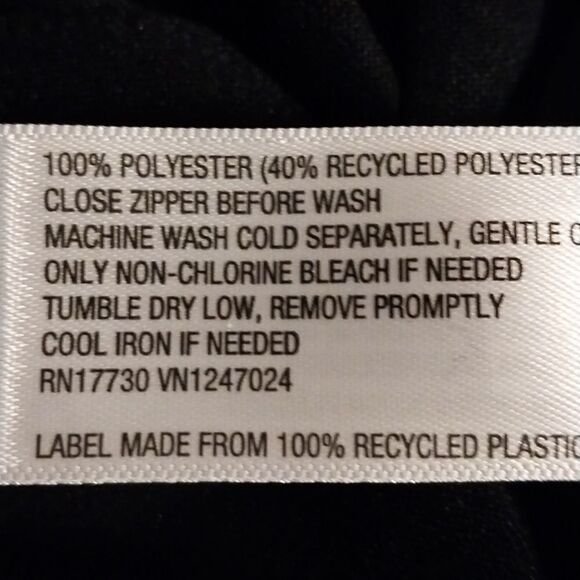 100% POLYESTER (40% RECYCLED POLYESTER
CLOSE ZIPPER BEFORE WASH
MACHINE WASH COLD SEPARATELY, GENTLE C
ONLY NON-CHLORINE BLEACH IF NEEDED
TUMBLE DRY LOW, REMOVE PROMPTLY
COOL IRON IF NEEDED
RN17730 VN1247024
LABEL MADE FROM 100% RECYCLED PLASTIC